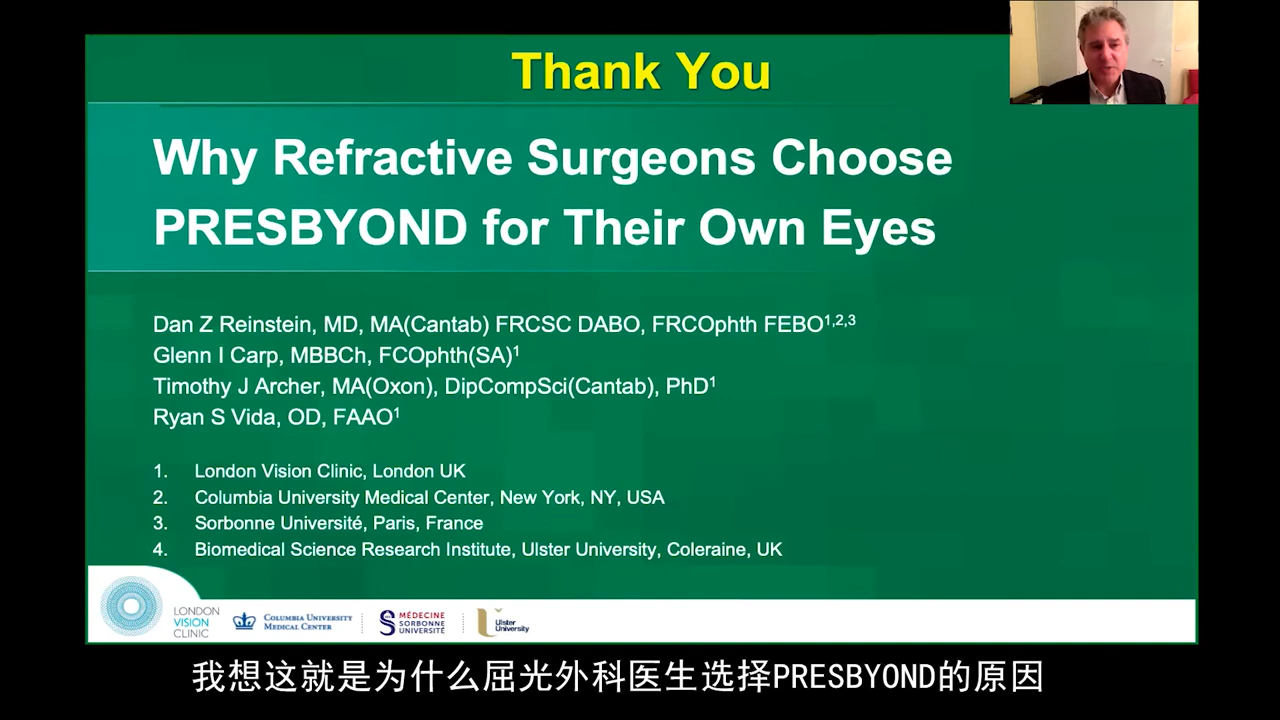 Thank You
Why Refractive Surgeons Choose
PRESBYOND for Their Own Eyes
Dan Z Reinstein, MD, MA(Cantab) FRCSC DABO, FRCOphth FEBO1,2,3
Glenn I Carp, MBBCh, FCOphth(SA)1
Timothy J Archer, MA(Oxon), DipCompSci(Cantab), PhD1
Ryan S Vida, OD, FAAO1
1. London Vision Clinic, London UK
2. Columbia University Medical Center, New York, NY, USA
3. Sorbonne Université, Paris, France
4. Biomedical Science Research Institute, Ulster University, Coleraine, UK
LONDON
VISION
CLINIC
COLUMBIA UNIVERSITY
MEDICAL CENTER
MÉDECINE
SORBONNE
UNIVERSITÉ
Ulster
University
我想这就是为什么屈光外科医生选择PRESBYOND的原因